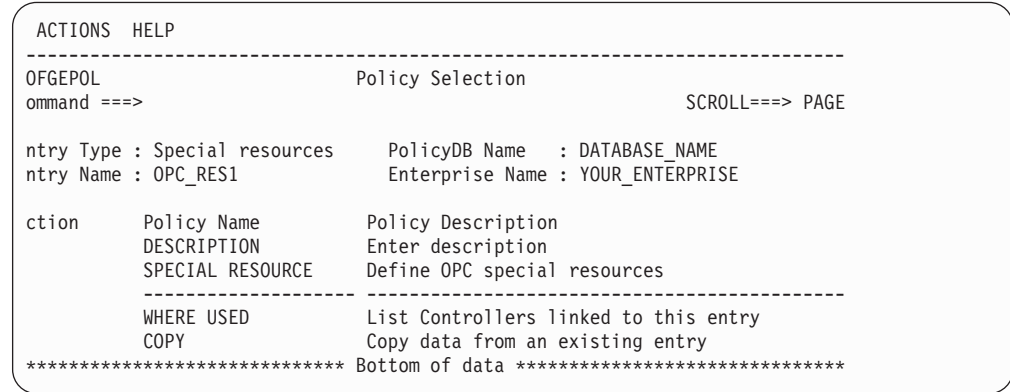 ACTIONS HELP
--------------------------------------------------------------------------------
OFGEPOL Policy Selection
ommand ===> SCROLL===> PAGE
ntry Type : Special resources PolicyDB Name : DATABASE_NAME
ntry Name : OPC_RES1 Enterprise Name : YOUR_ENTERPRISE
ction Policy Name Policy Description
DESCRIPTION Enter description
SPECIAL RESOURCE Define OPC special resources
-------------------- ---------------------------------------------
WHERE USED List Controllers linked to this entry
COPY Copy data from an existing entry
****************************** Bottom of data *******************************